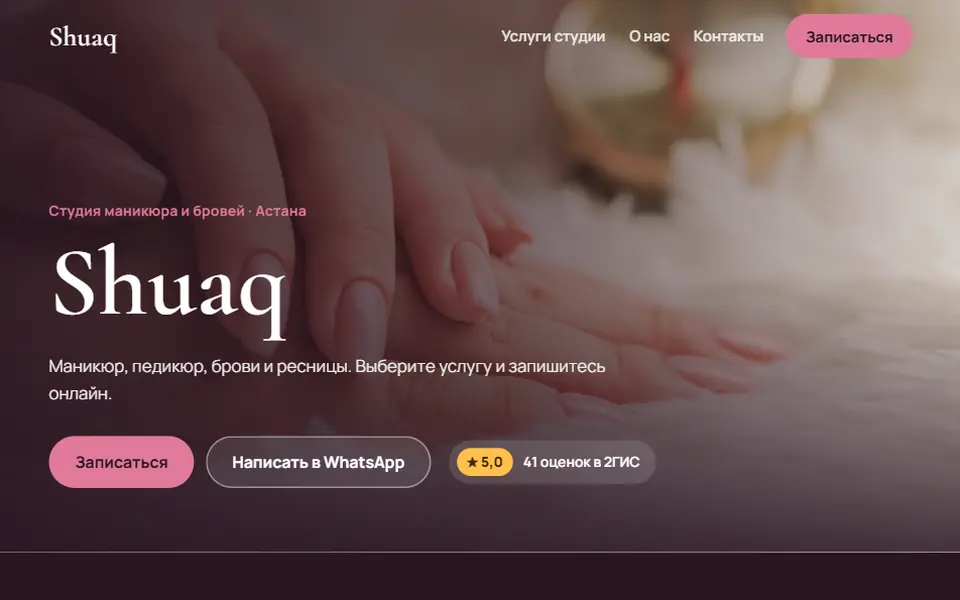 Shuaq
Услуги студии
О нас
Контакты
Записаться
Студия маникюра и бровей · Астана
Shuaq
Маникюр, педикюр, брови и ресницы. Выберите услугу и запишитесь
онлайн.
Записаться
Написать в WhatsApp
★ 5,0
41 оценок в 2ГИС